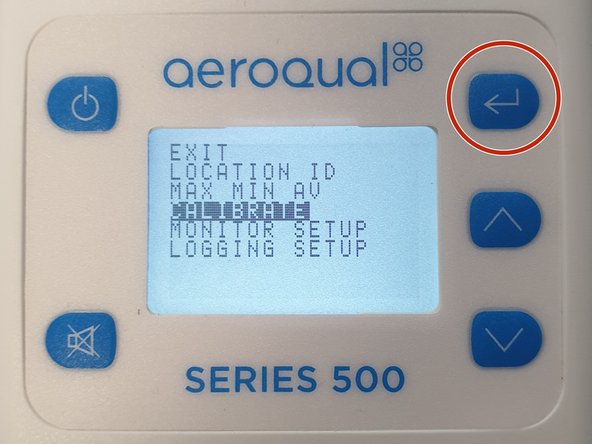 aeroqual
EXIT
LOCATION ID
MAX MIN AV
CALIBRATE
MONITOR SETUP
LOGGING SETUP
SERIES 500